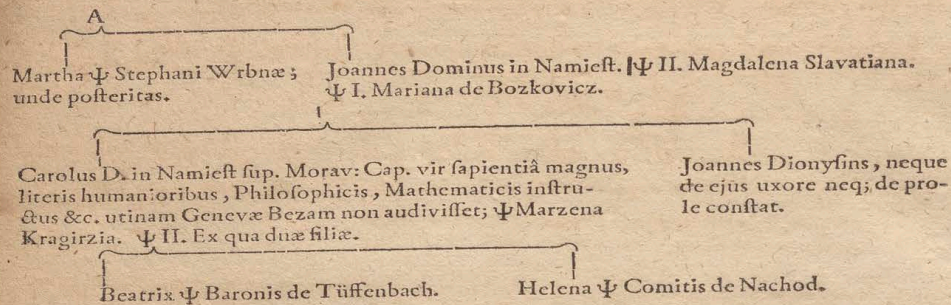 A
Martha Ψ Stephani Wrbnæ;
unde poſteritas.
Joannes Dominus in Namieſt. |Ψ II. Magdalena Slavatiana.
Ψ I. Mariana de Bozkovicz.
Carolus D. in Namieſt ſup. Morav: Cap. vir ſapientiâ magnus,
literis humanioribus, Philoſophicis, Mathematicis inſtru-
ctus &c. utinam Genevæ Bezam non audiviſſet; Ψ Marzena
Kragirzia. Ψ II. Ex qua duæ filiæ.
Joannes Dionyſius, neque
de ejus uxore neq; de pro-
le conſtat.
Beatrix Ψ Baronis de Tüffenbach.
Helena Ψ Comitis de Nachod.